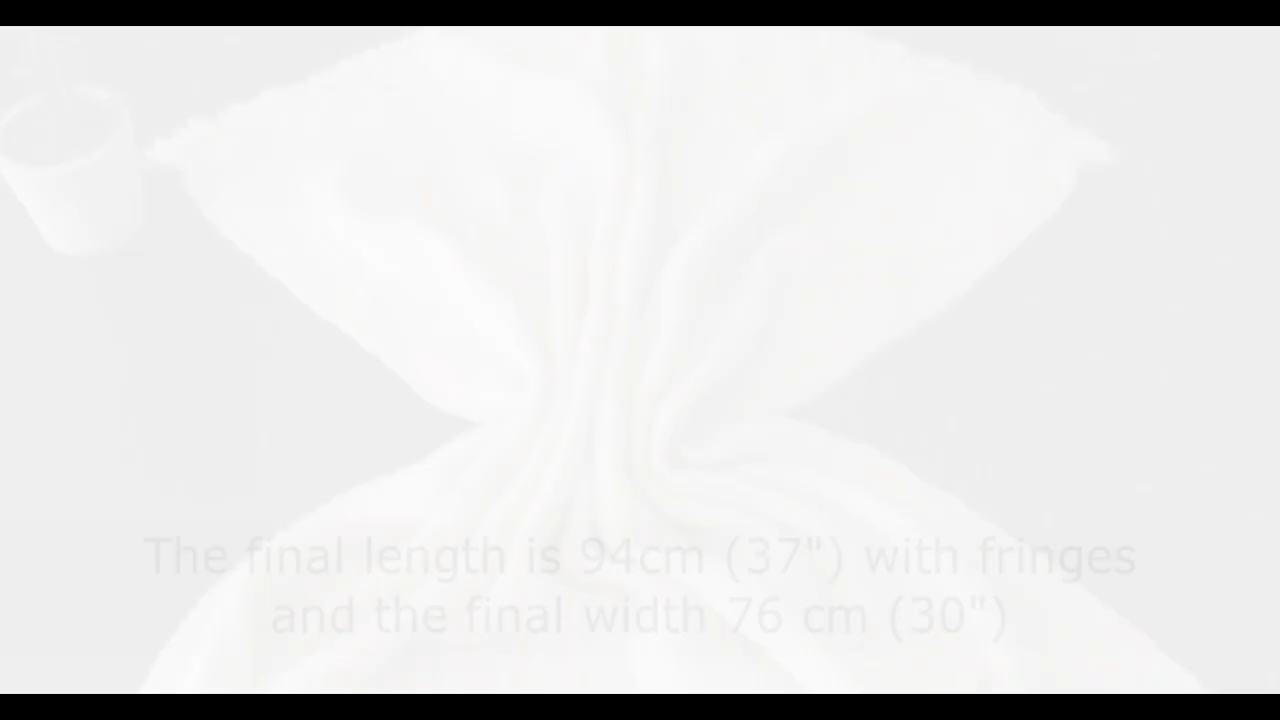 The final length is 94cm (37") with fringes
and the final width 76 cm (30")